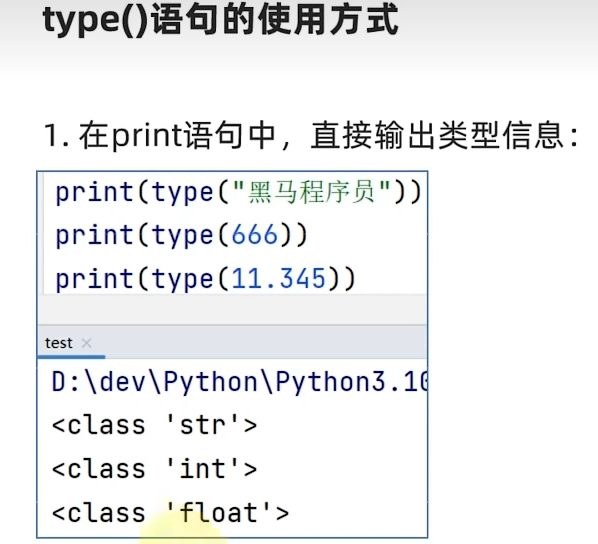 type()语句的使用方式
1. 在print语句中，直接输出类型信息：
print(type("黑马程序员"))
print(type(666))
print(type(11.345))
test ×
D:\dev\Python\Python3.10
<class 'str'>
<class 'int'>
<class 'float'>